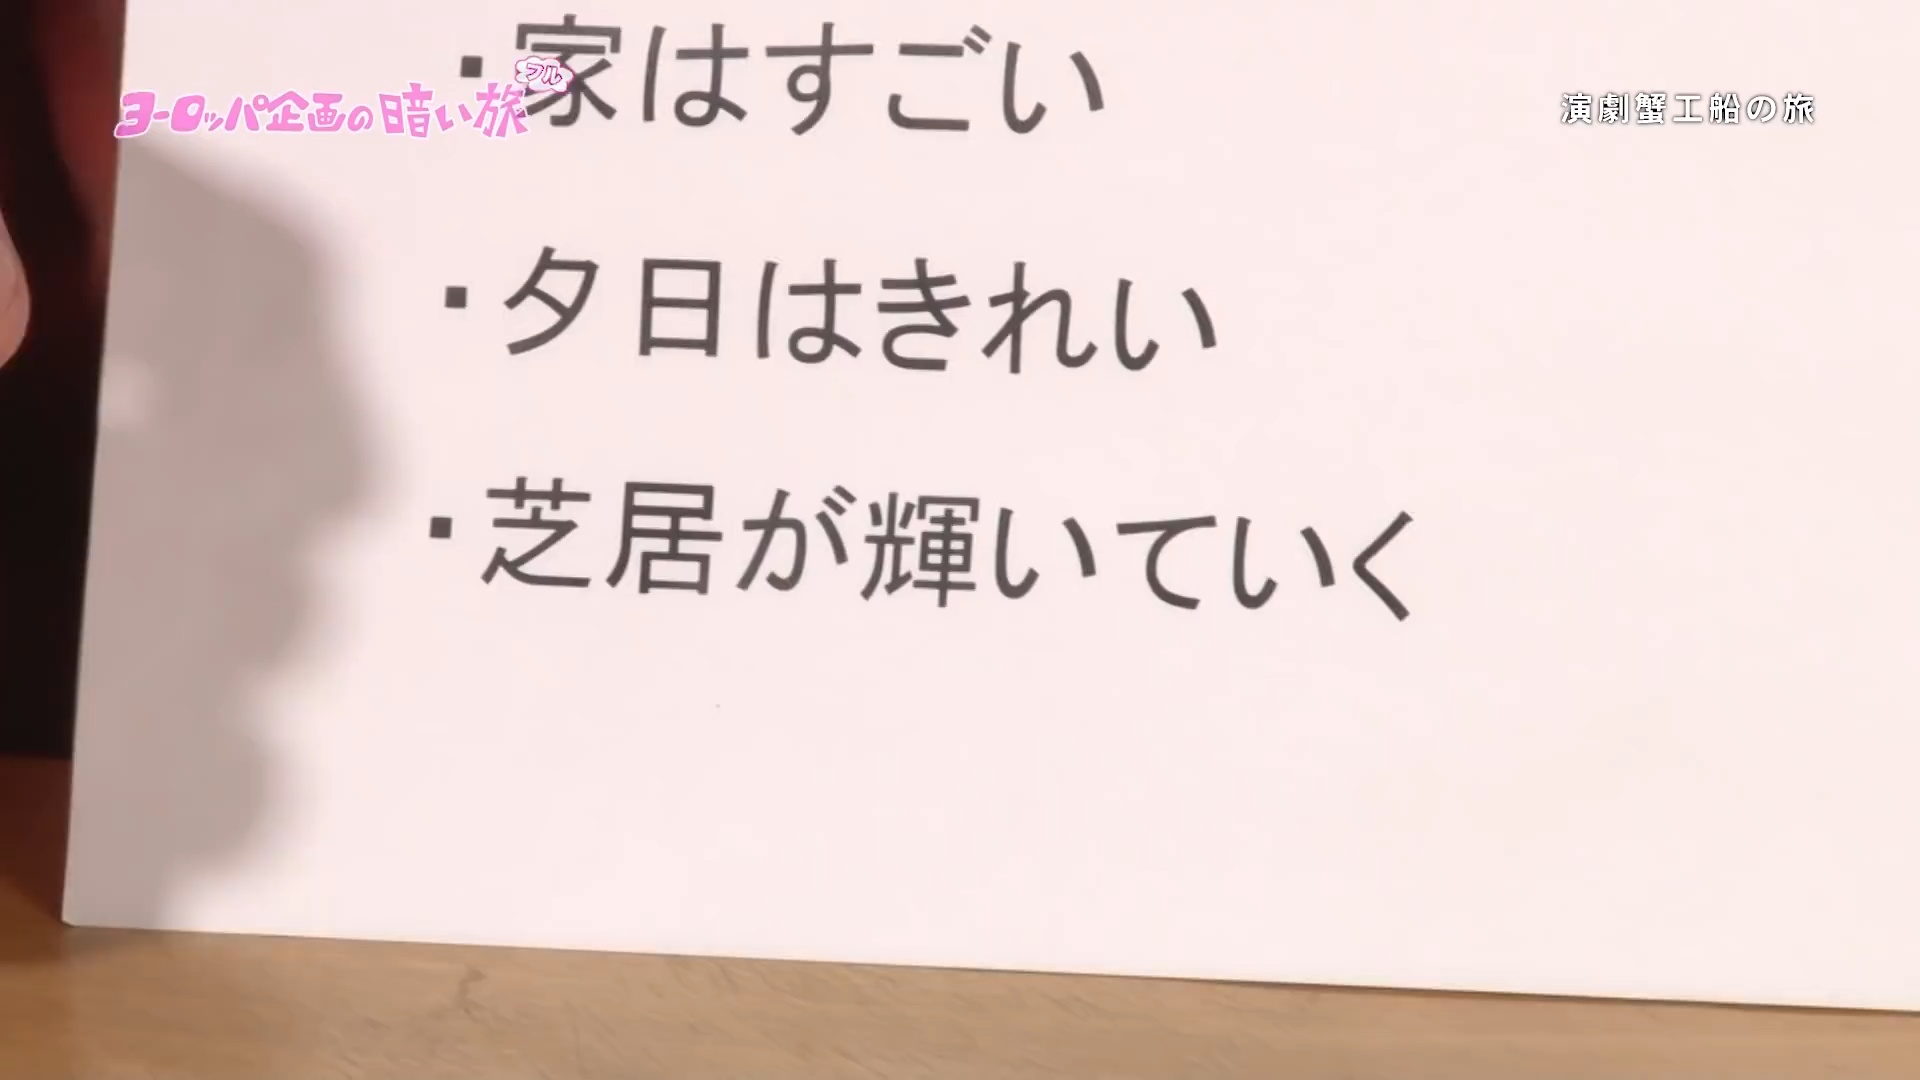 ヨーロッパ企画の暗い旅
フル
演劇蟹工船の旅
・家はすごい
・夕日はきれい
・芝居が輝いていく